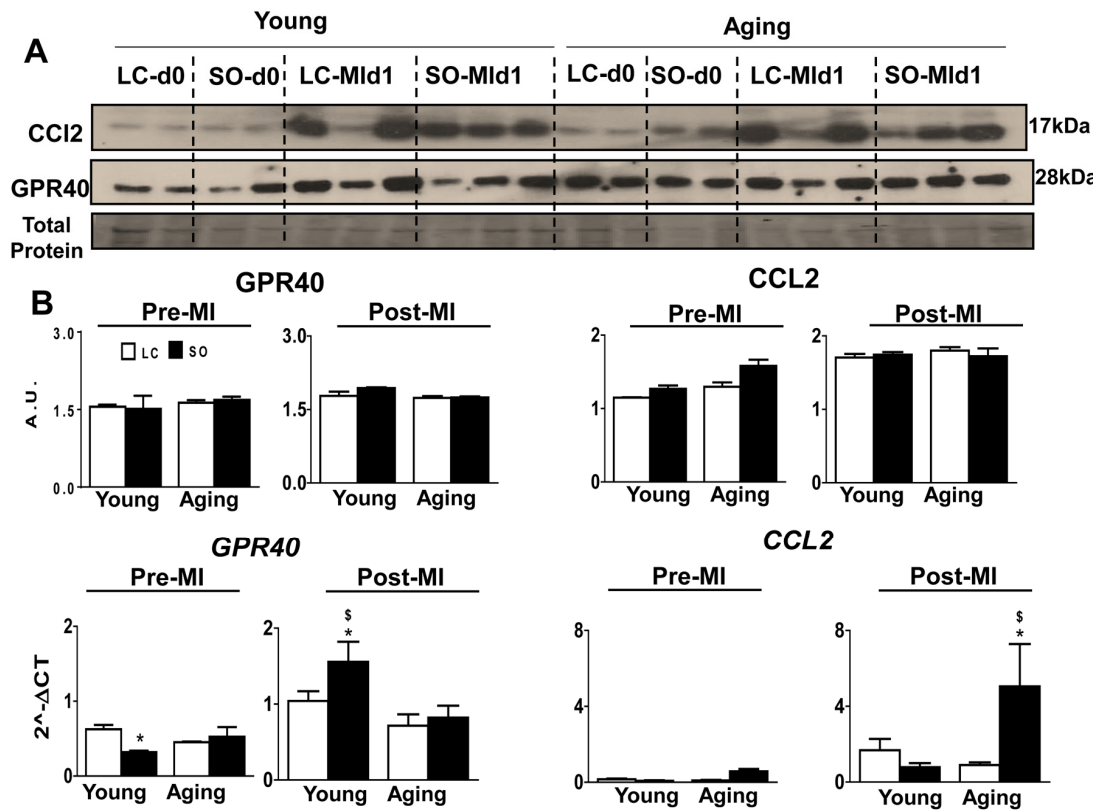 Young Aging
A
LC-d0 SO-d0 LC-MId1 SO-MId1 LC-d0 SO-d0 LC-MId1 SO-MId1
CCl2 17kDa
GPR40 28kDa
Total
Protein
GPR40 CCL2
B
Pre-MI Post-MI Pre-MI Post-MI
3.0 3.0 2 2
LC SO
A.U.
1.5 1.5 1 1
0.0 0.0 0 0
Young Aging Young Aging Young Aging Young Aging
GPR40 CCL2
Pre-MI Post-MI Pre-MI Post-MI
2 2 8 8
$ $
* *
2^-ΔCT
1 1 4 4
*
0 0 0 0
Young Aging Young Aging Young Aging Young Aging